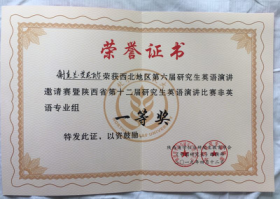 荣誉证书
荣获西北地区第六届研究生英语演讲
邀请赛暨陕西省第十二届研究生英语演讲比赛非英
语专业组
一等奖
特发此证，以资鼓励